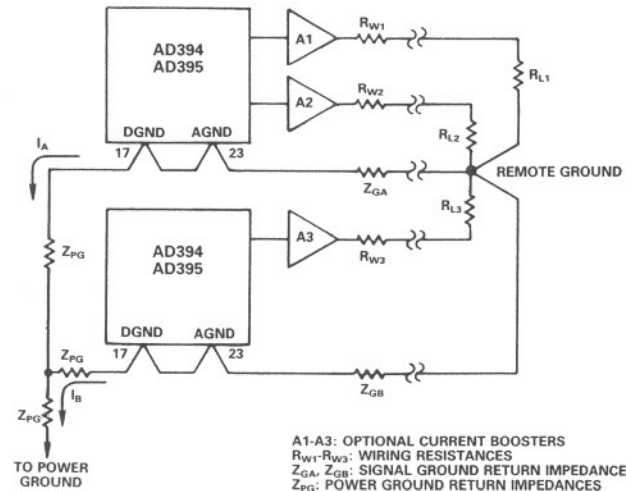 A1
RW1
AD394
AD395
RL1
A2
RW2
RL2
DGND
AGND
IA
17
23
REMOTE GROUND
ZGA
RL3
AD394
AD395
A3
RW3
ZPG
DGND
AGND
ZPG
17
23
IB
ZGB
ZPG
TO POWER
GROUND
A1-A3: OPTIONAL CURRENT BOOSTERS
RW1-RW3: WIRING RESISTANCES
ZGA, ZGB: SIGNAL GROUND RETURN IMPEDANCE
ZPG: POWER GROUND RETURN IMPEDANCES